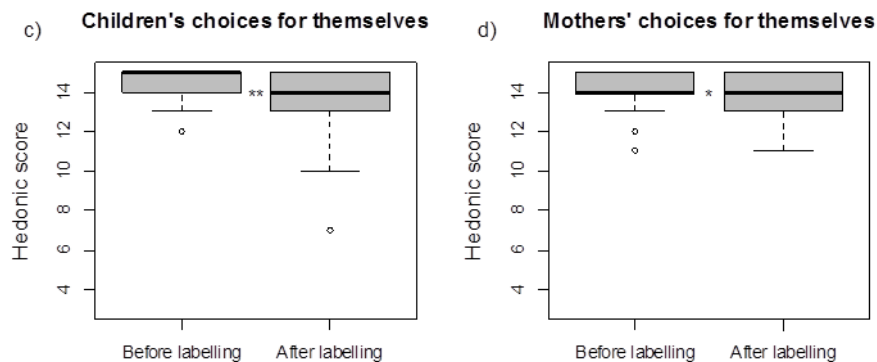 c) Children's choices for themselves
Hedonic score
14
12
10
8
6
4
**
Before labelling After labelling
d) Mothers' choices for themselves
Hedonic score
14
12
10
8
6
4
*
Before labelling After labelling